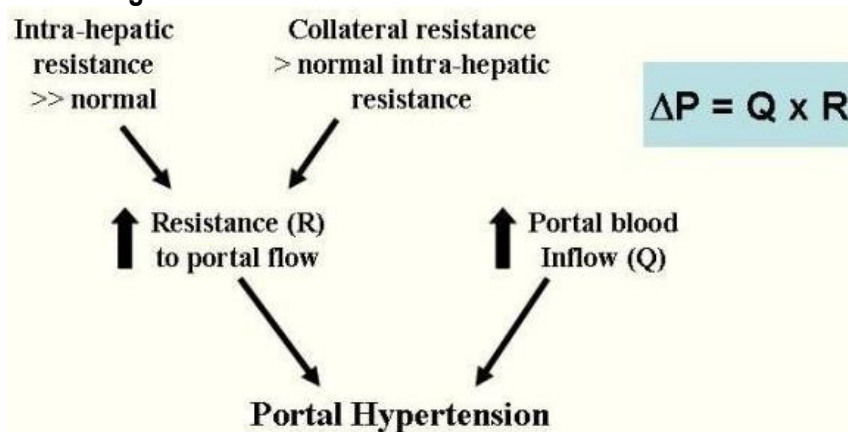 Intra-hepatic
resistance
>> normal
Collateral resistance
> normal intra-hepatic
resistance
ΔP = Q x R
Resistance (R)
to portal flow
Portal blood
Inflow (Q)
Portal Hypertension